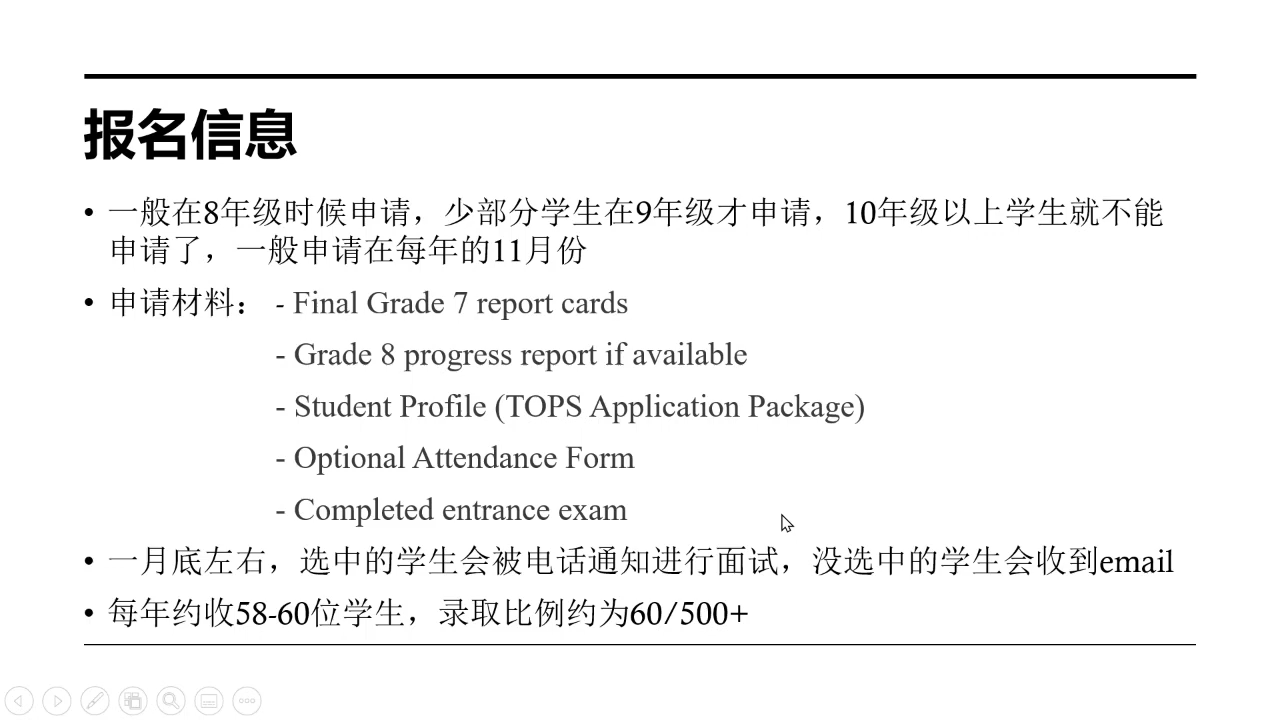 报名信息
• 一般在8年级时候申请，少部分学生在9年级才申请，10年级以上学生就不能
申请了，一般申请在每年的11月份
• 申请材料： - Final Grade 7 report cards
- Grade 8 progress report if available
- Student Profile (TOPS Application Package)
- Optional Attendance Form
- Completed entrance exam
• 一月底左右，选中的学生会被电话通知进行面试，没选中的学生会收到email
• 每年约收58-60位学生，录取比例约为60/500+